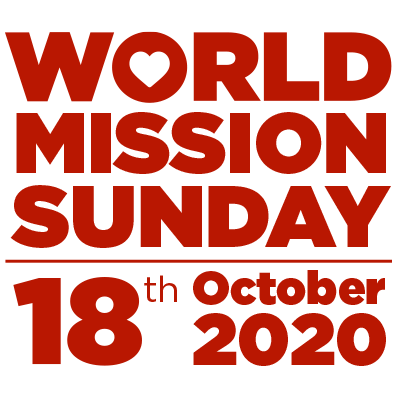 WORLD
MISSION
SUNDAY
18th October
2020